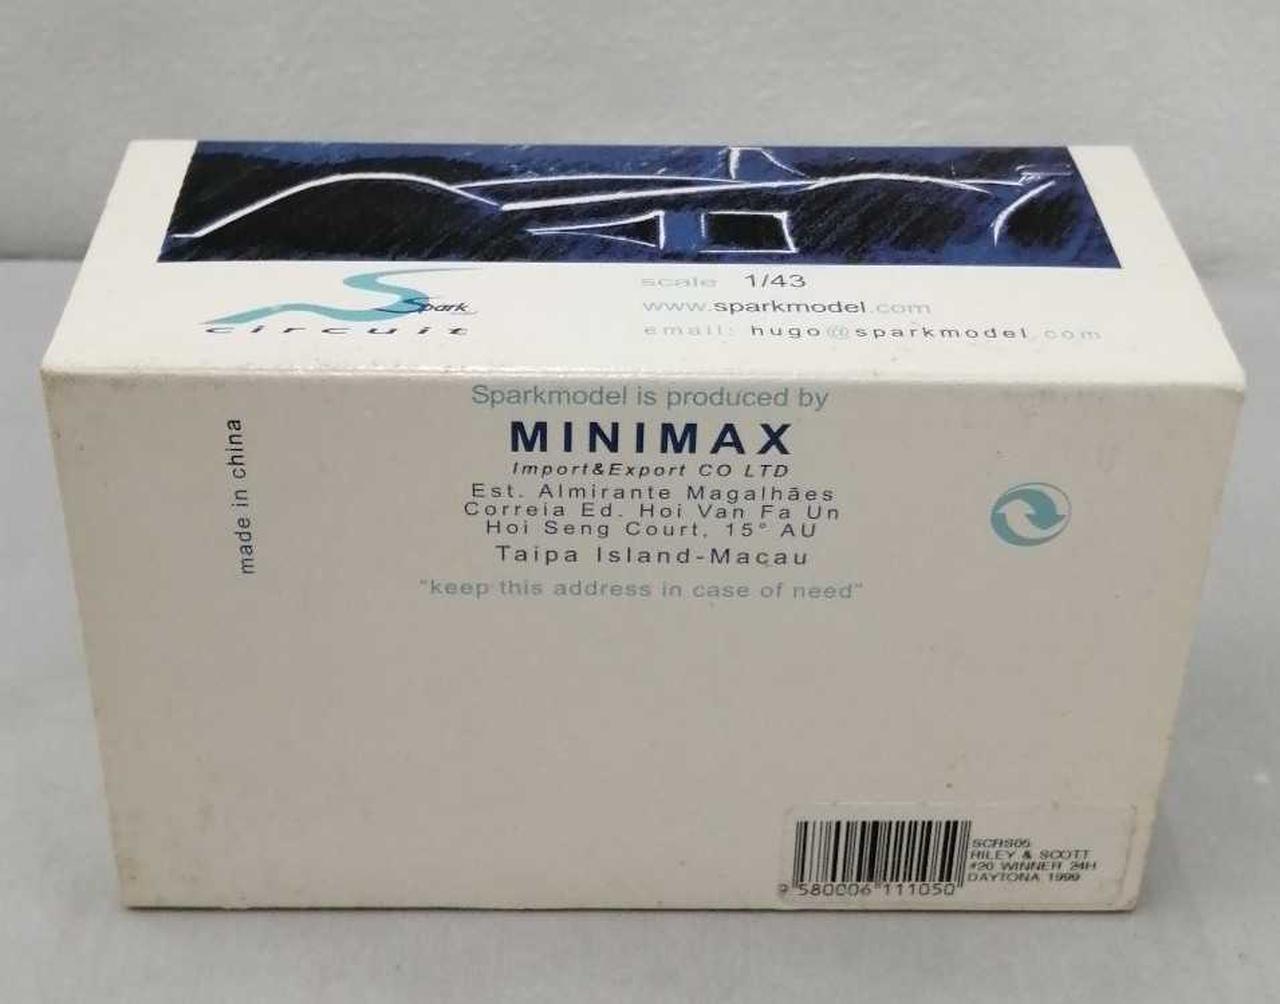 Spark
circuit
scale 1/43
www.sparkmodel.com
email: hugo@sparkmodel.com
Sparkmodel is produced by
MINIMAX
Import&Export CO LTD
Est. Almirante Magalhães
Correia Ed. Hoi Van Fa Un
Hoi Seng Court, 15° AU
Taipa Island-Macau
"keep this address in case of need"
made in china
SCRS05
RILEY & SCOTT
#20 WINNER 24H
DAYTONA 1999
9 580006 111050